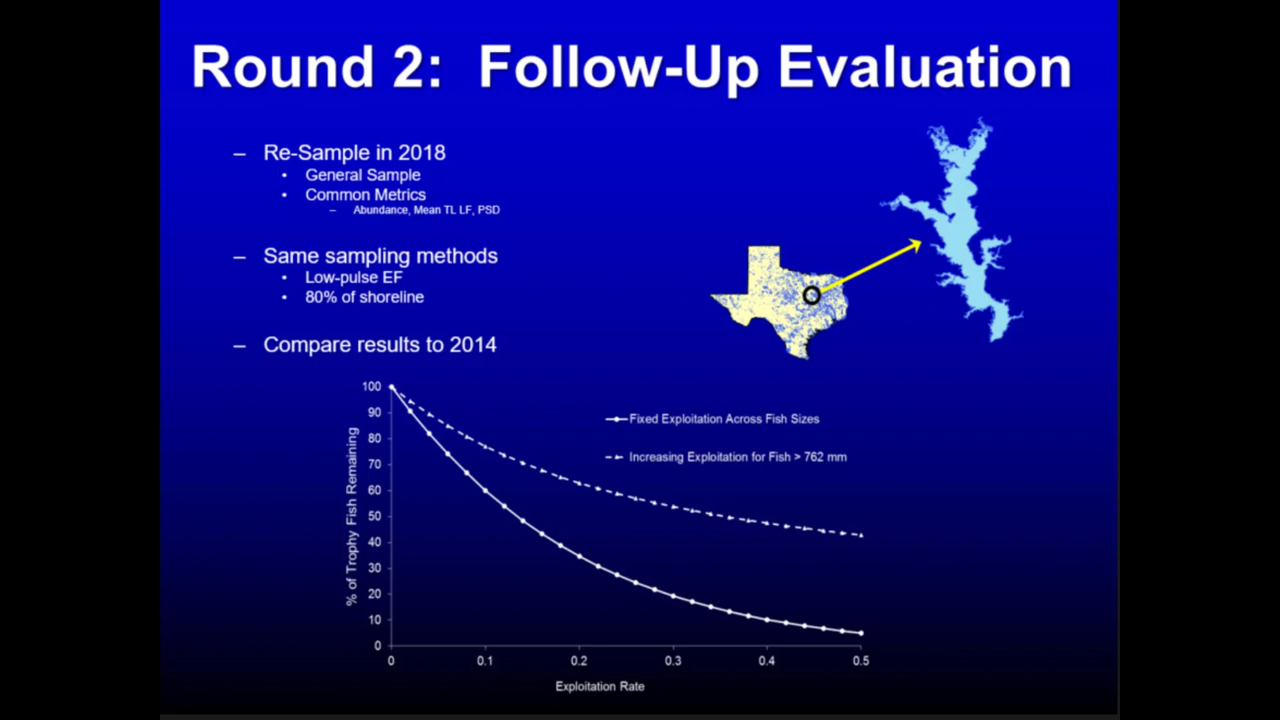 Round 2: Follow-Up Evaluation
– Re-Sample in 2018
• General Sample
• Common Metrics
– Abundance, Mean TL LF, PSD
– Same sampling methods
• Low-pulse EF
• 80% of shoreline
– Compare results to 2014
100
90
80
70
60
50
40
30
20
10
0
% of Trophy Fish Remaining
Fixed Exploitation Across Fish Sizes
Increasing Exploitation for Fish > 762 mm
0 0.1 0.2 0.3 0.4 0.5
Exploitation Rate